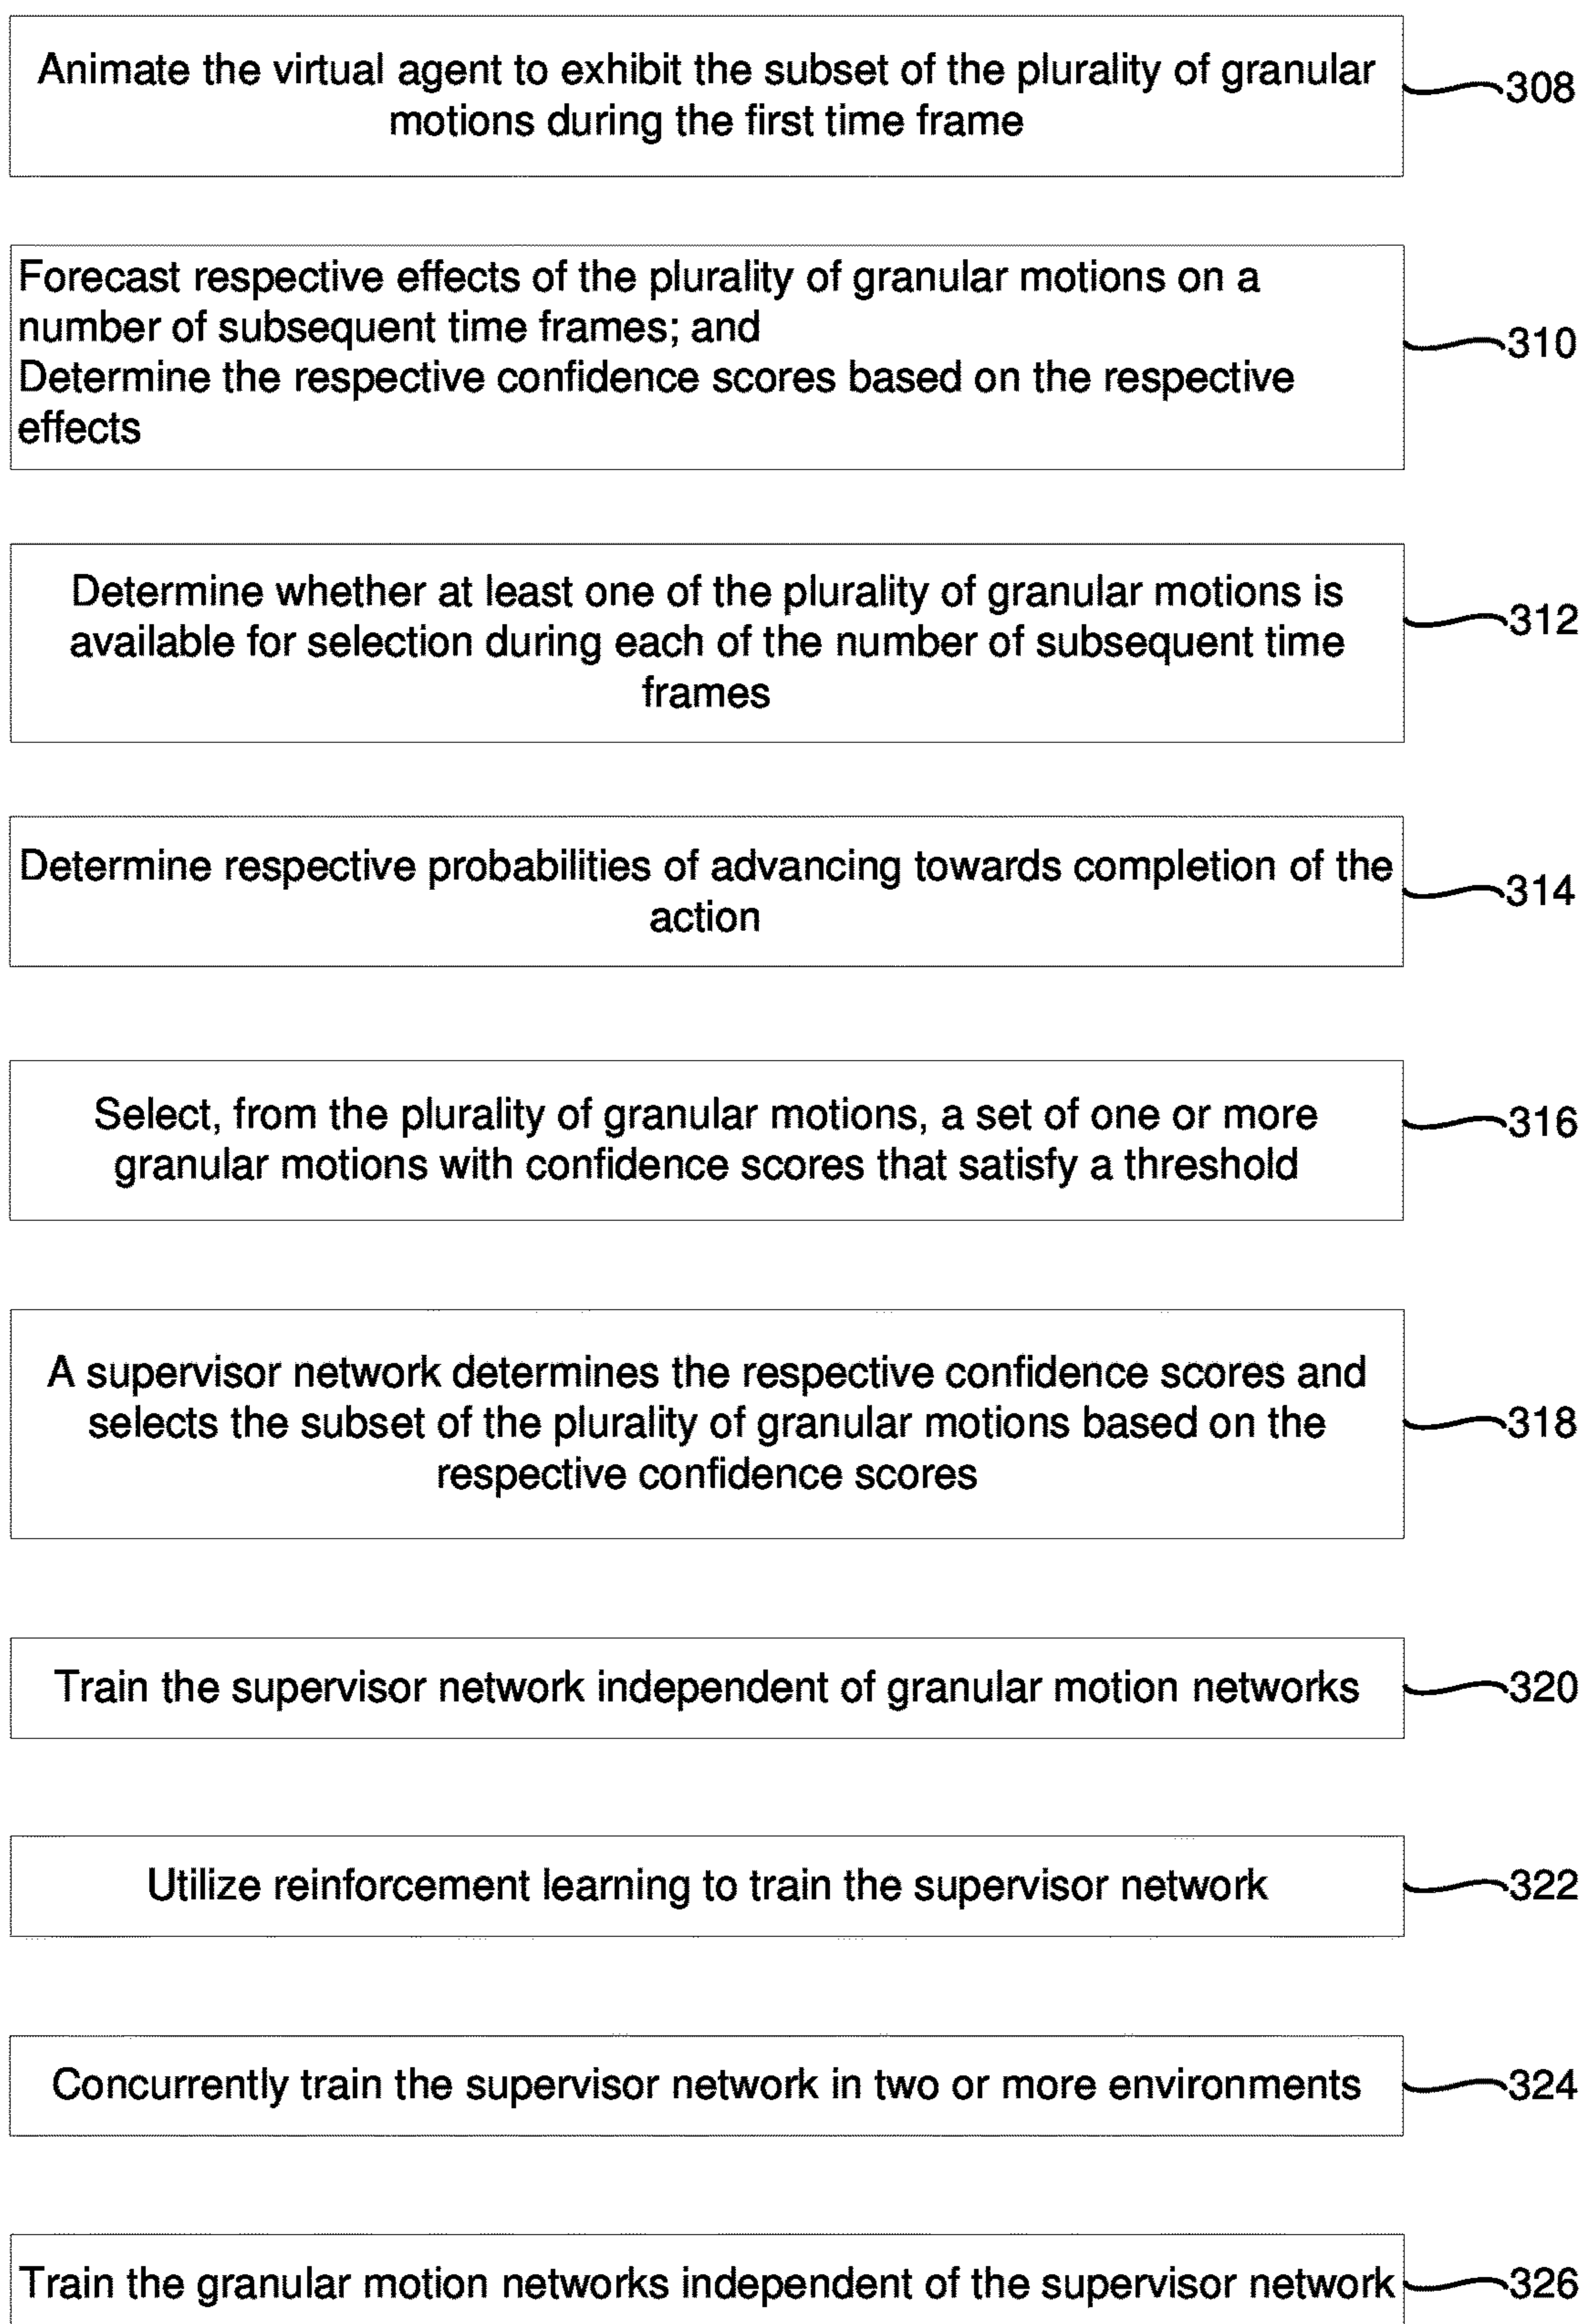 Animate the virtual agent to exhibit the subset of the plurality of granular
motions during the first time frame
308
Forecast respective effects of the plurality of granular motions on a
number of subsequent time frames; and
Determine the respective confidence scores based on the respective
effects
310
Determine whether at least one of the plurality of granular motions is
available for selection during each of the number of subsequent time
frames
312
Determine respective probabilities of advancing towards completion of the
action
314
Select, from the plurality of granular motions, a set of one or more
granular motions with confidence scores that satisfy a threshold
316
A supervisor network determines the respective confidence scores and
selects the subset of the plurality of granular motions based on the
respective confidence scores
318
Train the supervisor network independent of granular motion networks
320
Utilize reinforcement learning to train the supervisor network
322
Concurrently train the supervisor network in two or more environments
324
Train the granular motion networks independent of the supervisor network
326